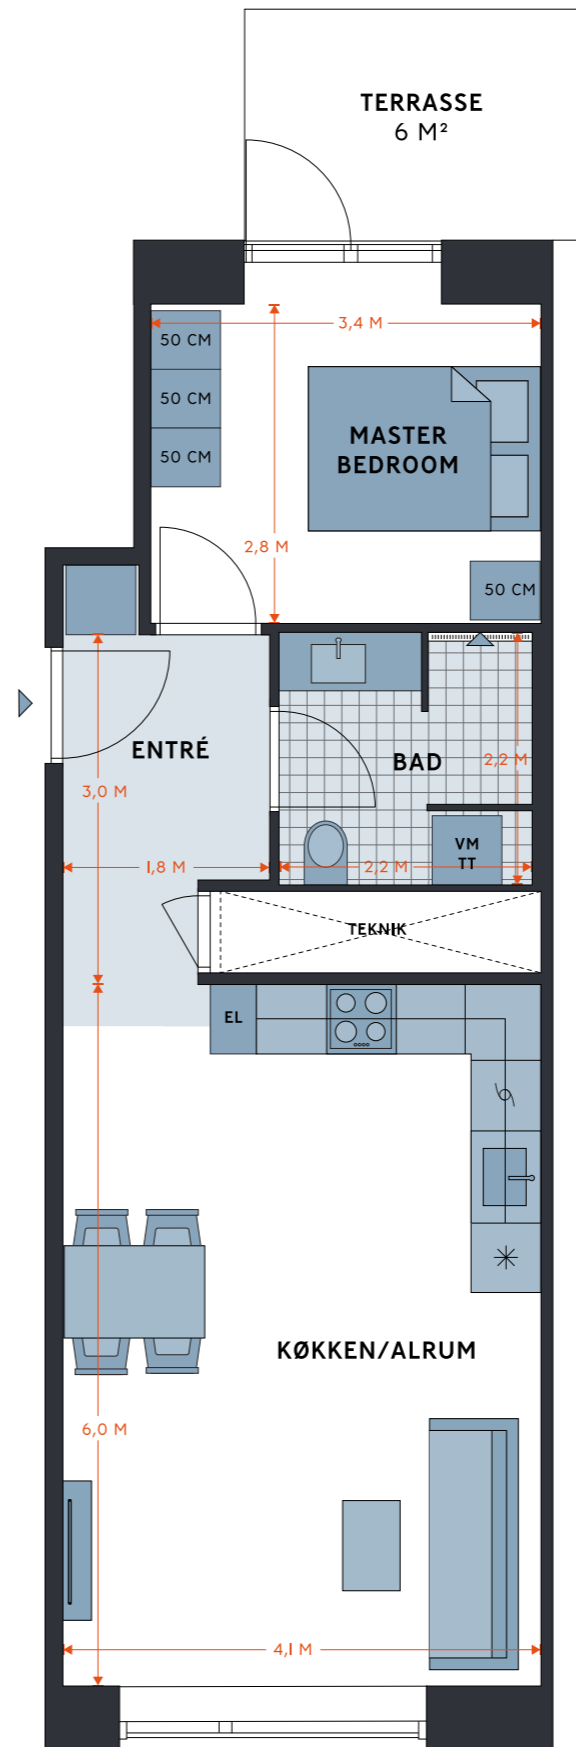 TERRASSE
6 M²
3,4 M
50 CM
50 CM
50 CM
MASTER
BEDROOM
2,8 M
50 CM
ENTRÉ
BAD
2,2 M
3,0 M
VM
TT
1,8 M
2,2 M
TEKNIK
EL
KØKKEN/ALRUM
6,0 M
4,1 M